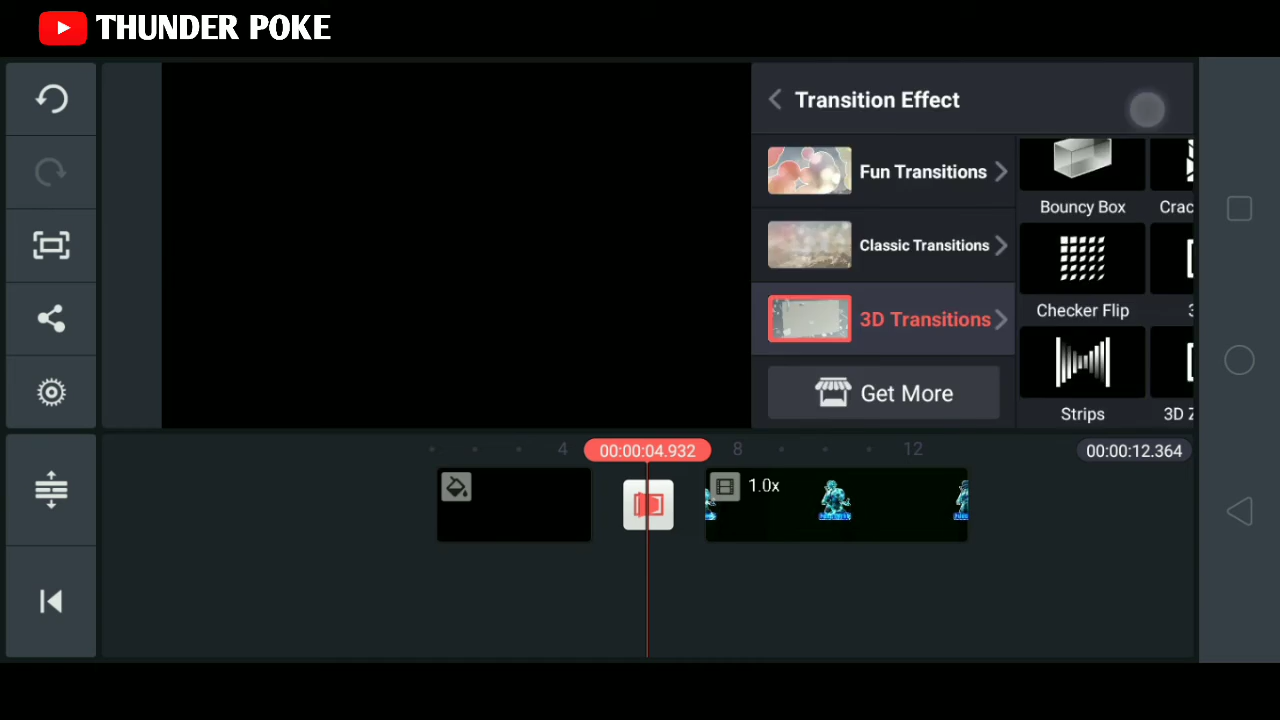 THUNDER POKE
Transition Effect
Fun Transitions
Classic Transitions
3D Transitions
Get More
Bouncy Box
Crac
Checker Flip
3
Strips
3D Z
4
00:00:04.932
8
12
00:00:12.364
1.0x